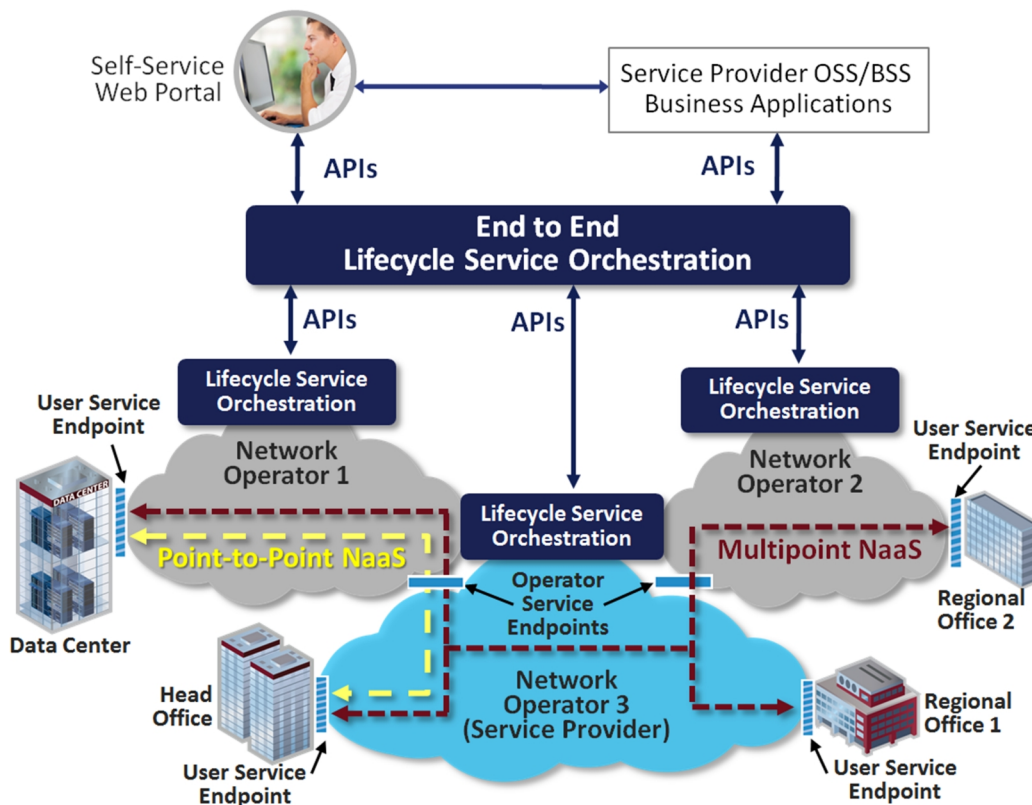 Self-Service
Web Portal
Service Provider OSS/BSS
Business Applications
APIs
APIs
End to End
Lifecycle Service Orchestration
APIs
APIs
APIs
Lifecycle Service
Orchestration
Lifecycle Service
Orchestration
User Service
Endpoint
Network
Operator 1
Network
Operator 2
User Service
Endpoint
DATA CENTER
Lifecycle Service
Orchestration
Point-to-Point NaaS
Multipoint NaaS
Operator
Service
Endpoints
Data Center
Regional
Office 2
Head
Office
Network
Operator 3
(Service Provider)
Regional
Office 1
User Service
Endpoint
User Service
Endpoint